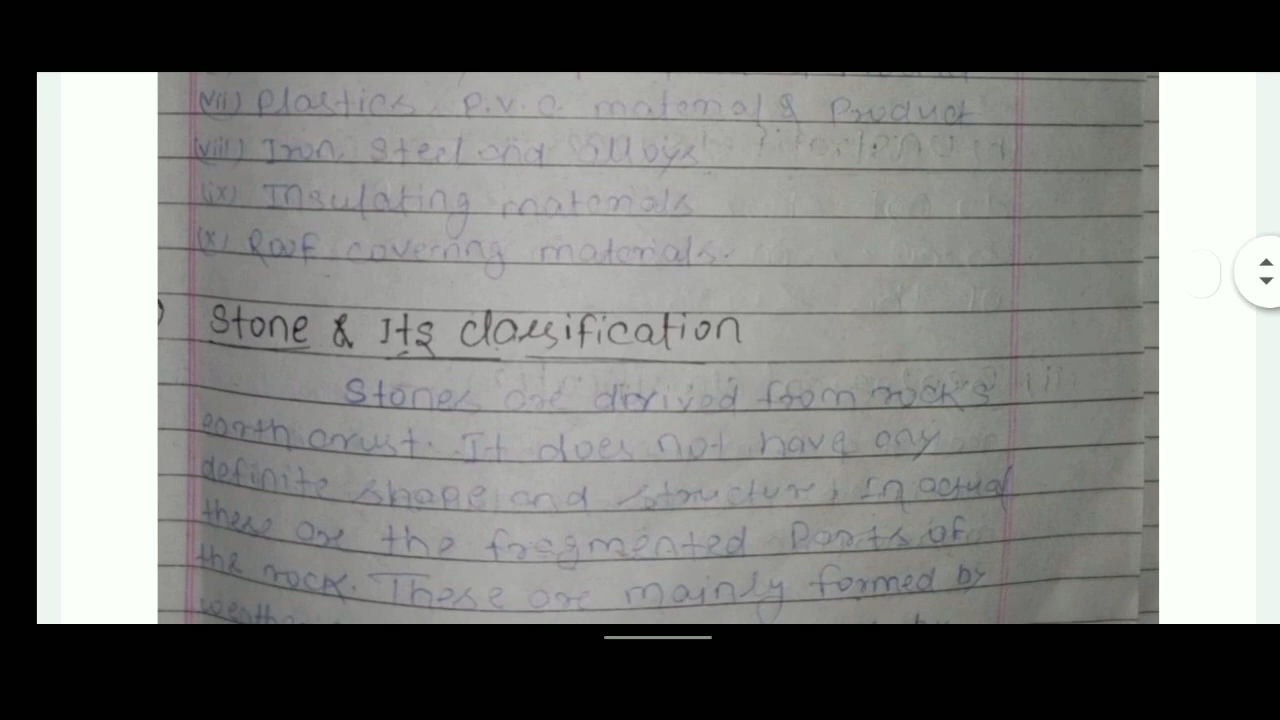 (vii) Plastics, P.V.C. material & Product
(viii) Iron, Steel and Alloys
(ix) Insulating materials
(x) Roof covering materials.
Stone & Its classification
Stones are derived from rock's
earth crust. It does not have any
definite shape and structure, In actual
these are the fragmented Parts of
the rock. These are mainly formed by